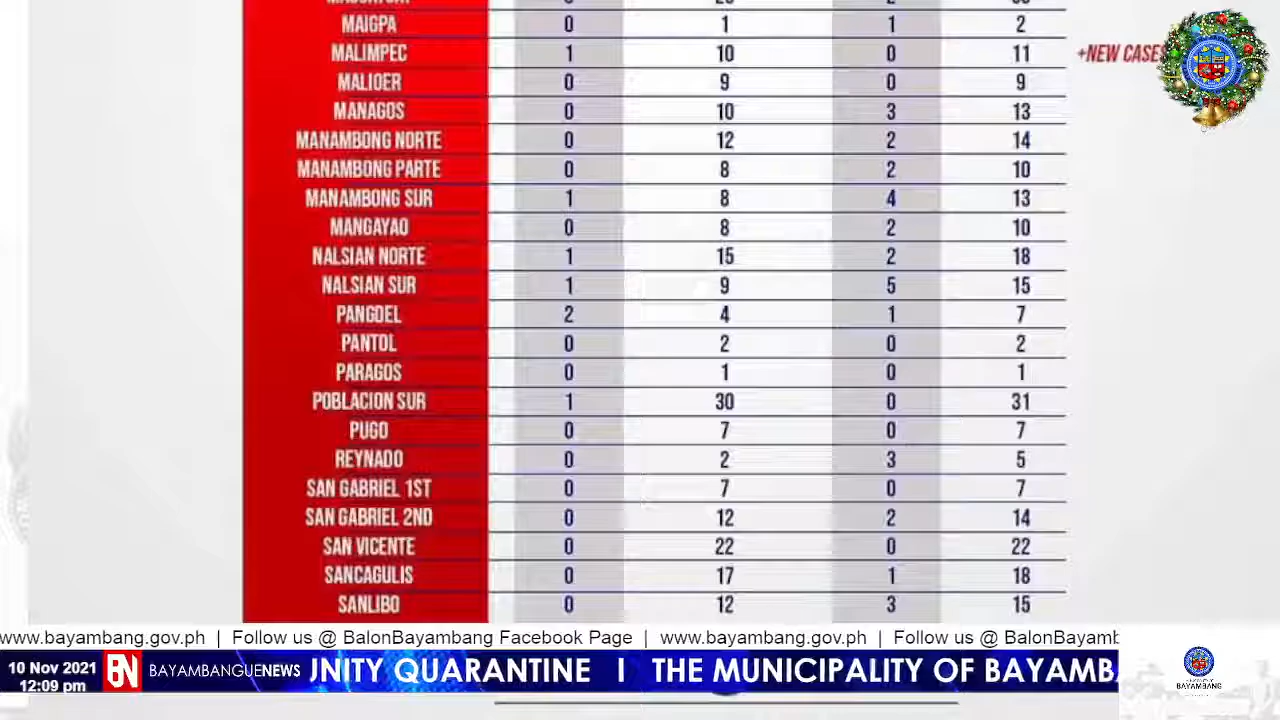 MAIGPA 0 1 1 2
MALIMPEC 1 10 0 11 +NEW CASES
MALIOER 0 9 0 9
MANAGOS 0 10 3 13
MANAMBONG NORTE 0 12 2 14
MANAMBONG PARTE 0 8 2 10
MANAMBONG SUR 1 8 4 13
MANGAYAO 0 8 2 10
NALSIAN NORTE 1 15 2 18
NALSIAN SUR 1 9 5 15
PANGDEL 2 4 1 7
PANTOL 0 2 0 2
PARAGOS 0 1 0 1
POBLACION SUR 1 30 0 31
PUGO 0 7 0 7
REYNADO 0 2 3 5
SAN GABRIEL 1ST 0 7 0 7
SAN GABRIEL 2ND 0 12 2 14
SAN VICENTE 0 22 0 22
SANCAGULIS 0 17 1 18
SANLIBO 0 12 3 15
www.bayambang.gov.ph | Follow us @ BalonBayambang Facebook Page | www.bayambang.gov.ph | Follow us @ BalonBayamb
10 Nov 2021
12:09 pm
BN BAYAMBANGUENEWS
UNITY QUARANTINE I THE MUNICIPALITY OF BAYAMBA
BAYAMBANG